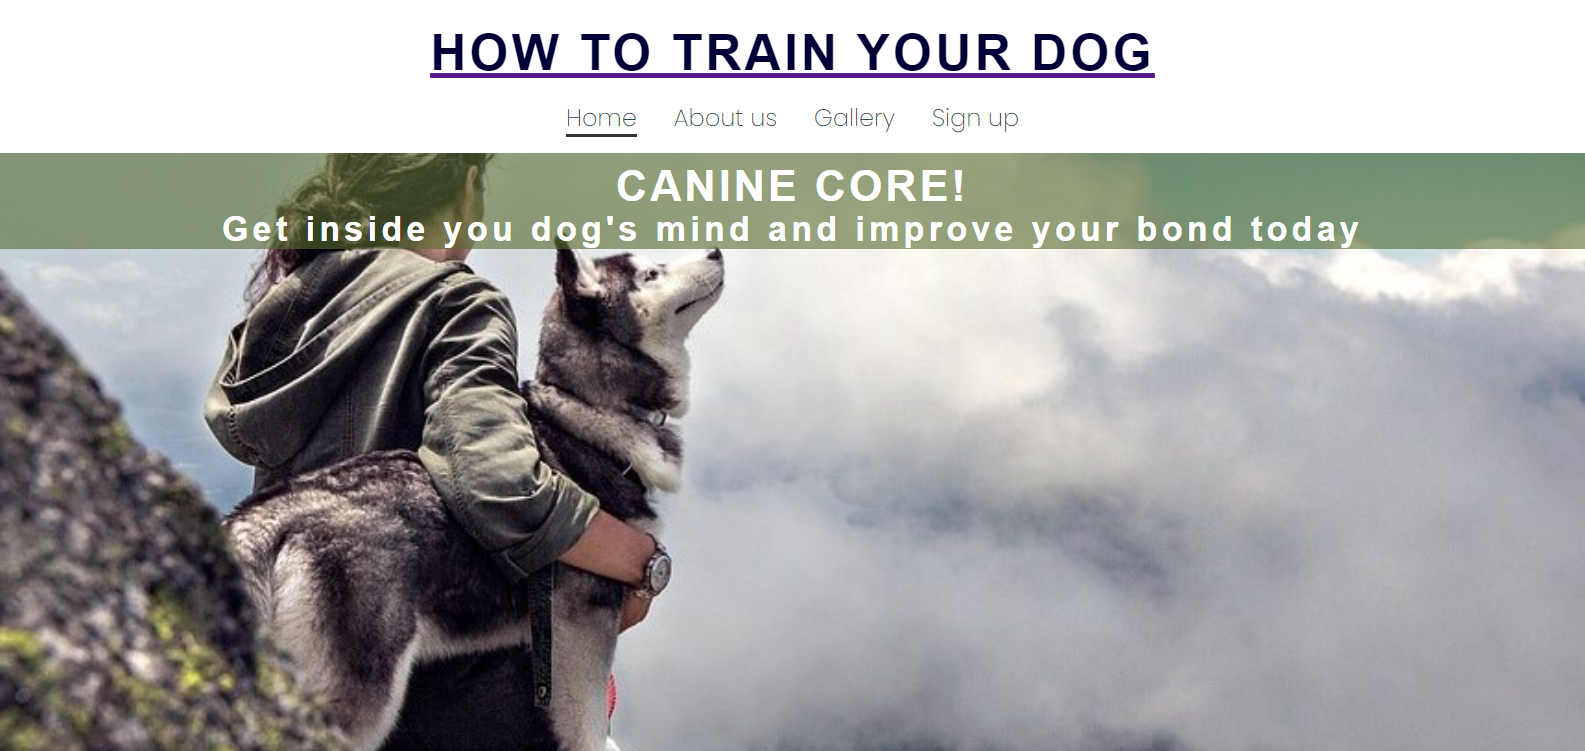 HOW TO TRAIN YOUR DOG
Home About us Gallery Sign up
CANINE CORE!
Get inside you dog's mind and improve your bond today